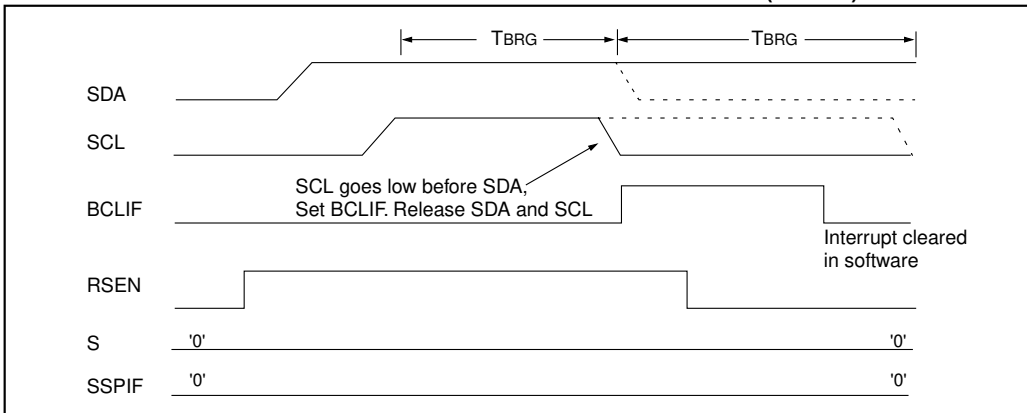 TBRG TBRG
SDA
SCL
SCL goes low before SDA,
Set BCLIF. Release SDA and SCL
BCLIF
Interrupt cleared
in software
RSEN
S '0' '0'
SSPIF '0' '0'